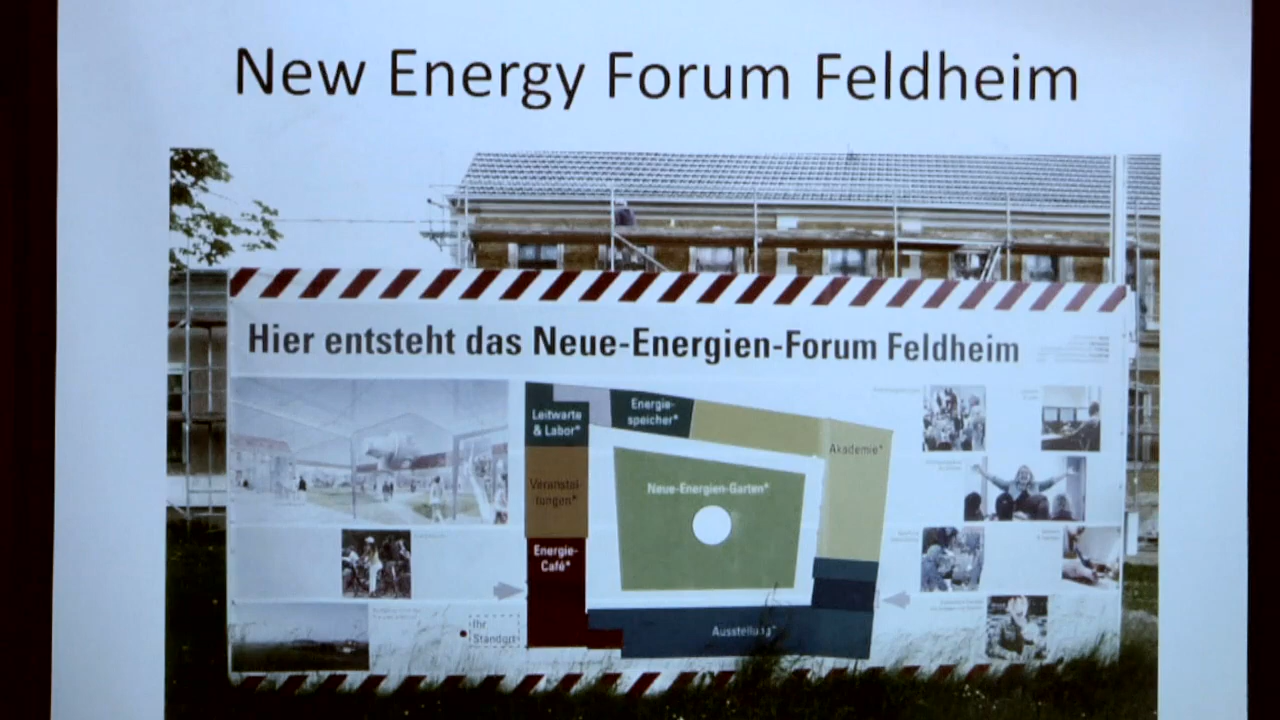 New Energy Forum Feldheim
Hier entsteht das Neue-Energien-Forum Feldheim
Leitwarte
& Labor*
Energie-
speicher*
Akademie*
Veranstal-
tungen*
Neue-Energien-Garten*
Energie-
Café*
Ihr
Standort
Ausstellung*